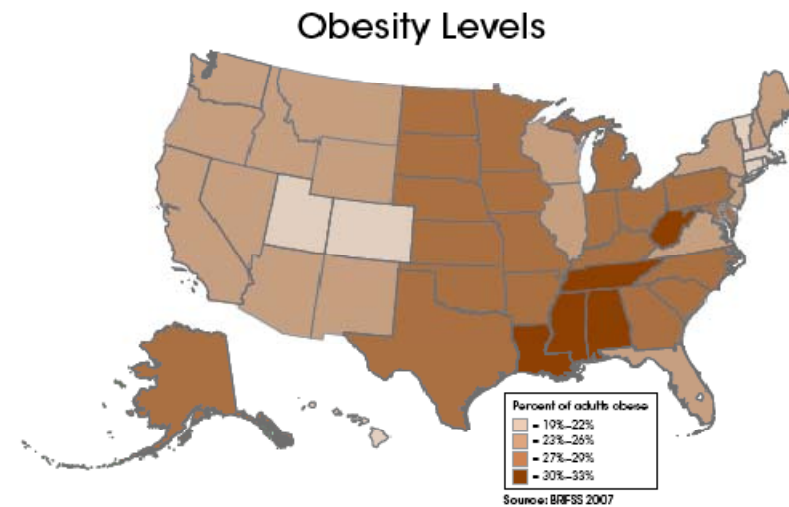 Obesity Levels
Percent of adults obese
= 19%–22%
= 23%–26%
= 27%–29%
= 30%–33%
Source: BRFSS 2007